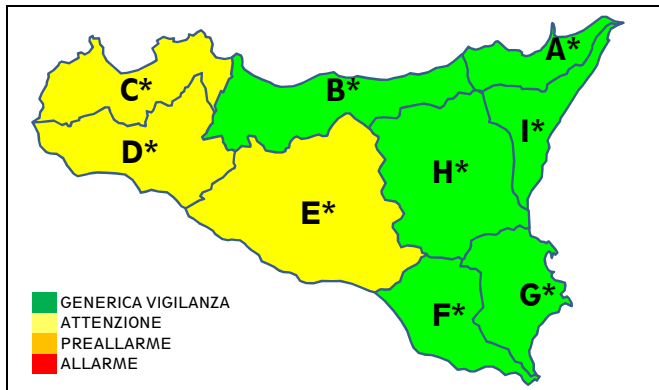 A*
C*
B*
I*
D*
H*
E*
G*
F*
GENERICA VIGILANZA
ATTENZIONE
PREALLARME
ALLARME